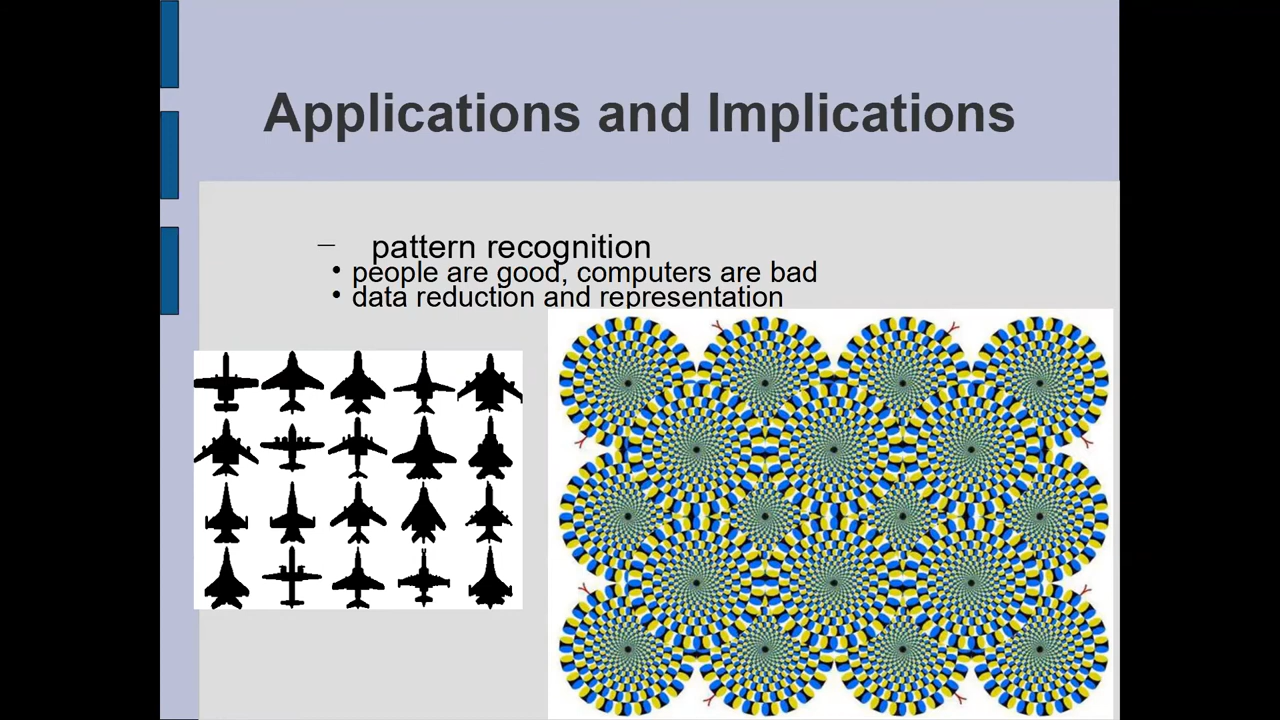 Applications and Implications
– pattern recognition
• people are good, computers are bad
• data reduction and representation